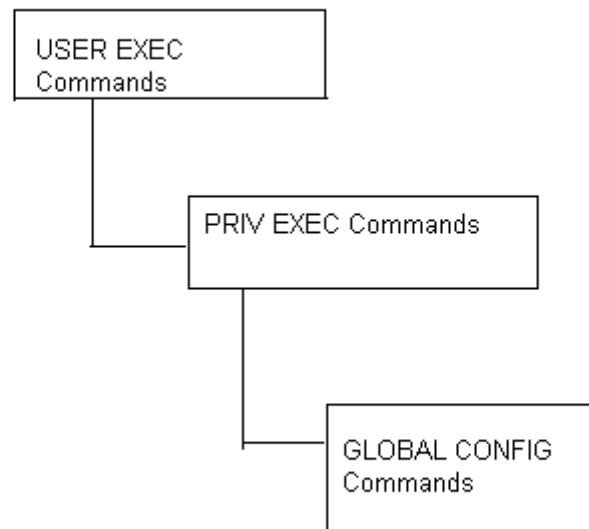 USER EXEC
Commands
PRIV EXEC Commands
GLOBAL CONFIG
Commands